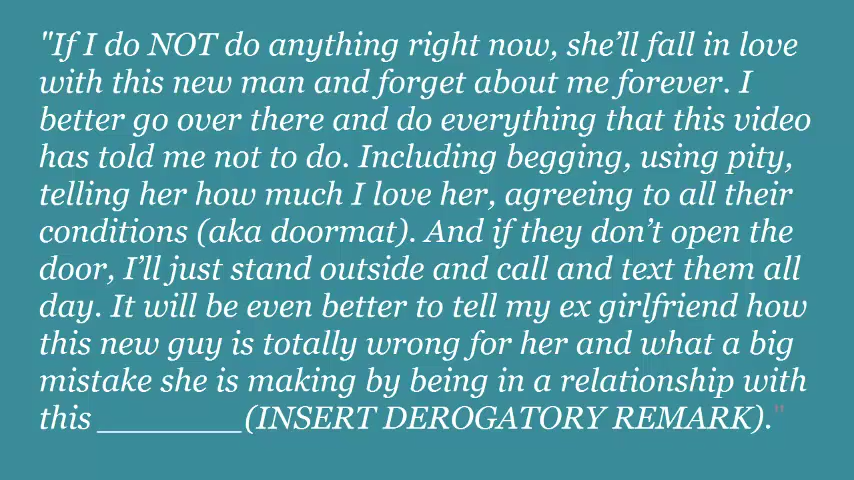 "If I do NOT do anything right now, she’ll fall in love
with this new man and forget about me forever. I
better go over there and do everything that this video
has told me not to do. Including begging, using pity,
telling her how much I love her, agreeing to all their
conditions (aka doormat). And if they don’t open the
door, I’ll just stand outside and call and text them all
day. It will be even better to tell my ex girlfriend how
this new guy is totally wrong for her and what a big
mistake she is making by being in a relationship with
this ________(INSERT DEROGATORY REMARK)."